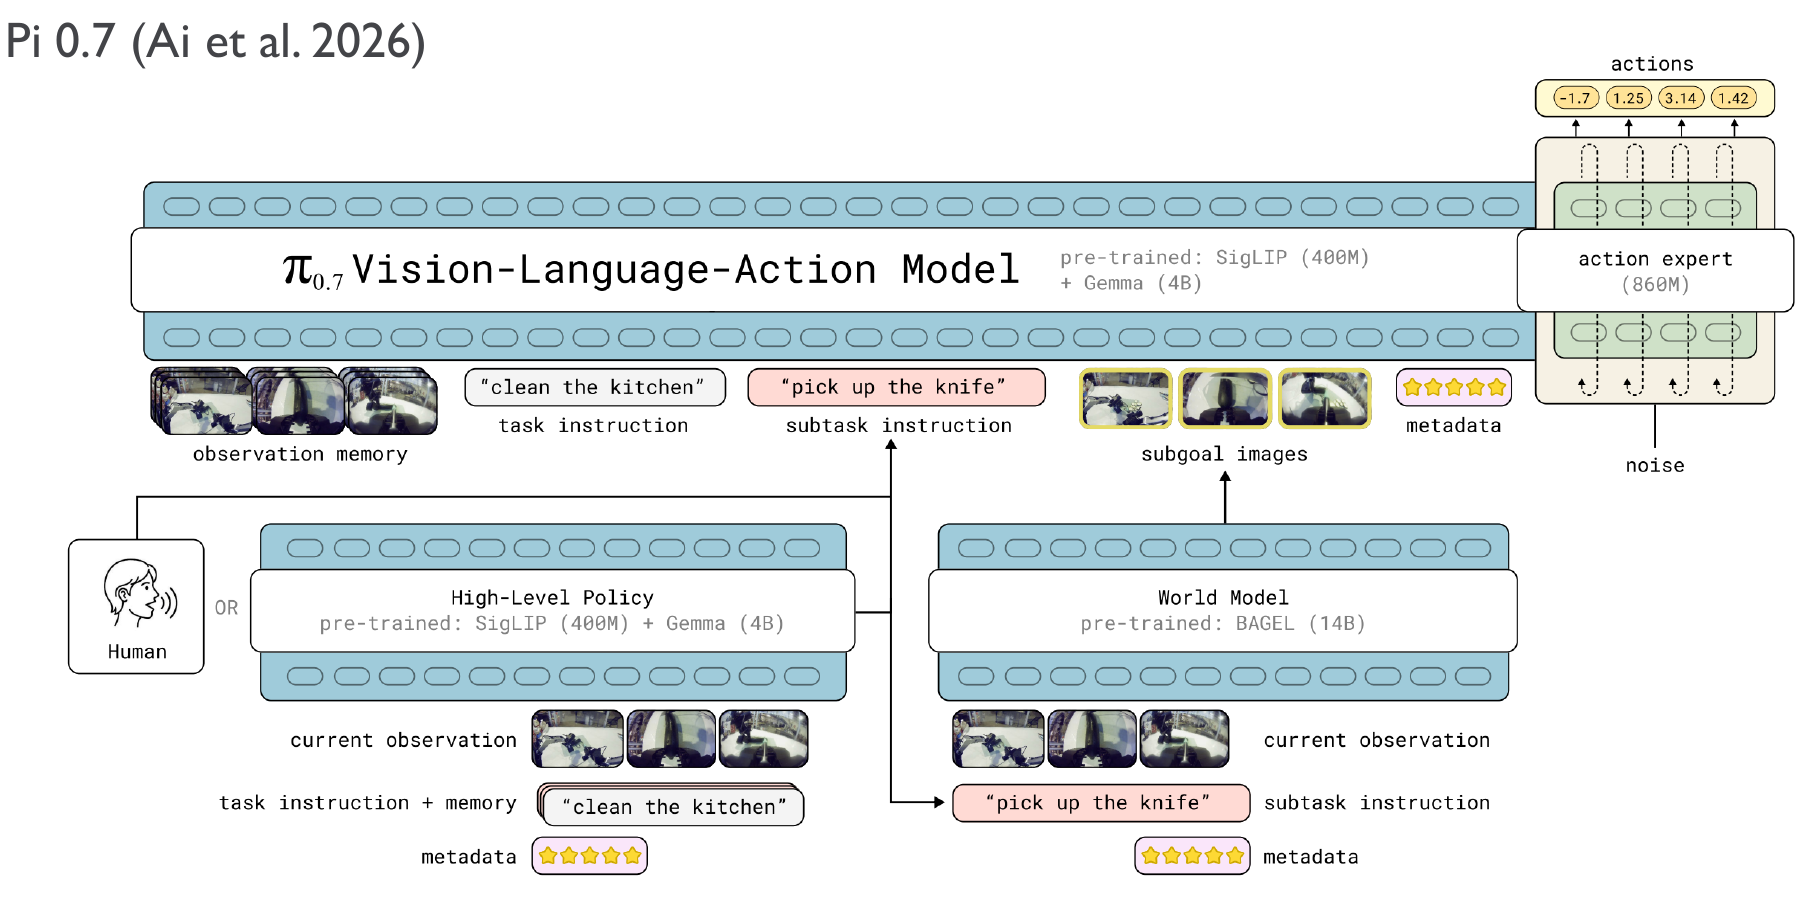 Pi 0.7 (Ai et al. 2026)
actions
-1.7 1.25 3.14 1.42
π0.7 Vision-Language-Action Model
pre-trained: SigLIP (400M)
+ Gemma (4B)
action expert
(860M)
“clean the kitchen”
“pick up the knife”
observation memory
task instruction
subtask instruction
subgoal images
metadata
noise
Human
OR
High-Level Policy
pre-trained: SigLIP (400M) + Gemma (4B)
World Model
pre-trained: BAGEL (14B)
current observation
task instruction + memory
“clean the kitchen”
metadata
current observation
“pick up the knife”
subtask instruction
metadata